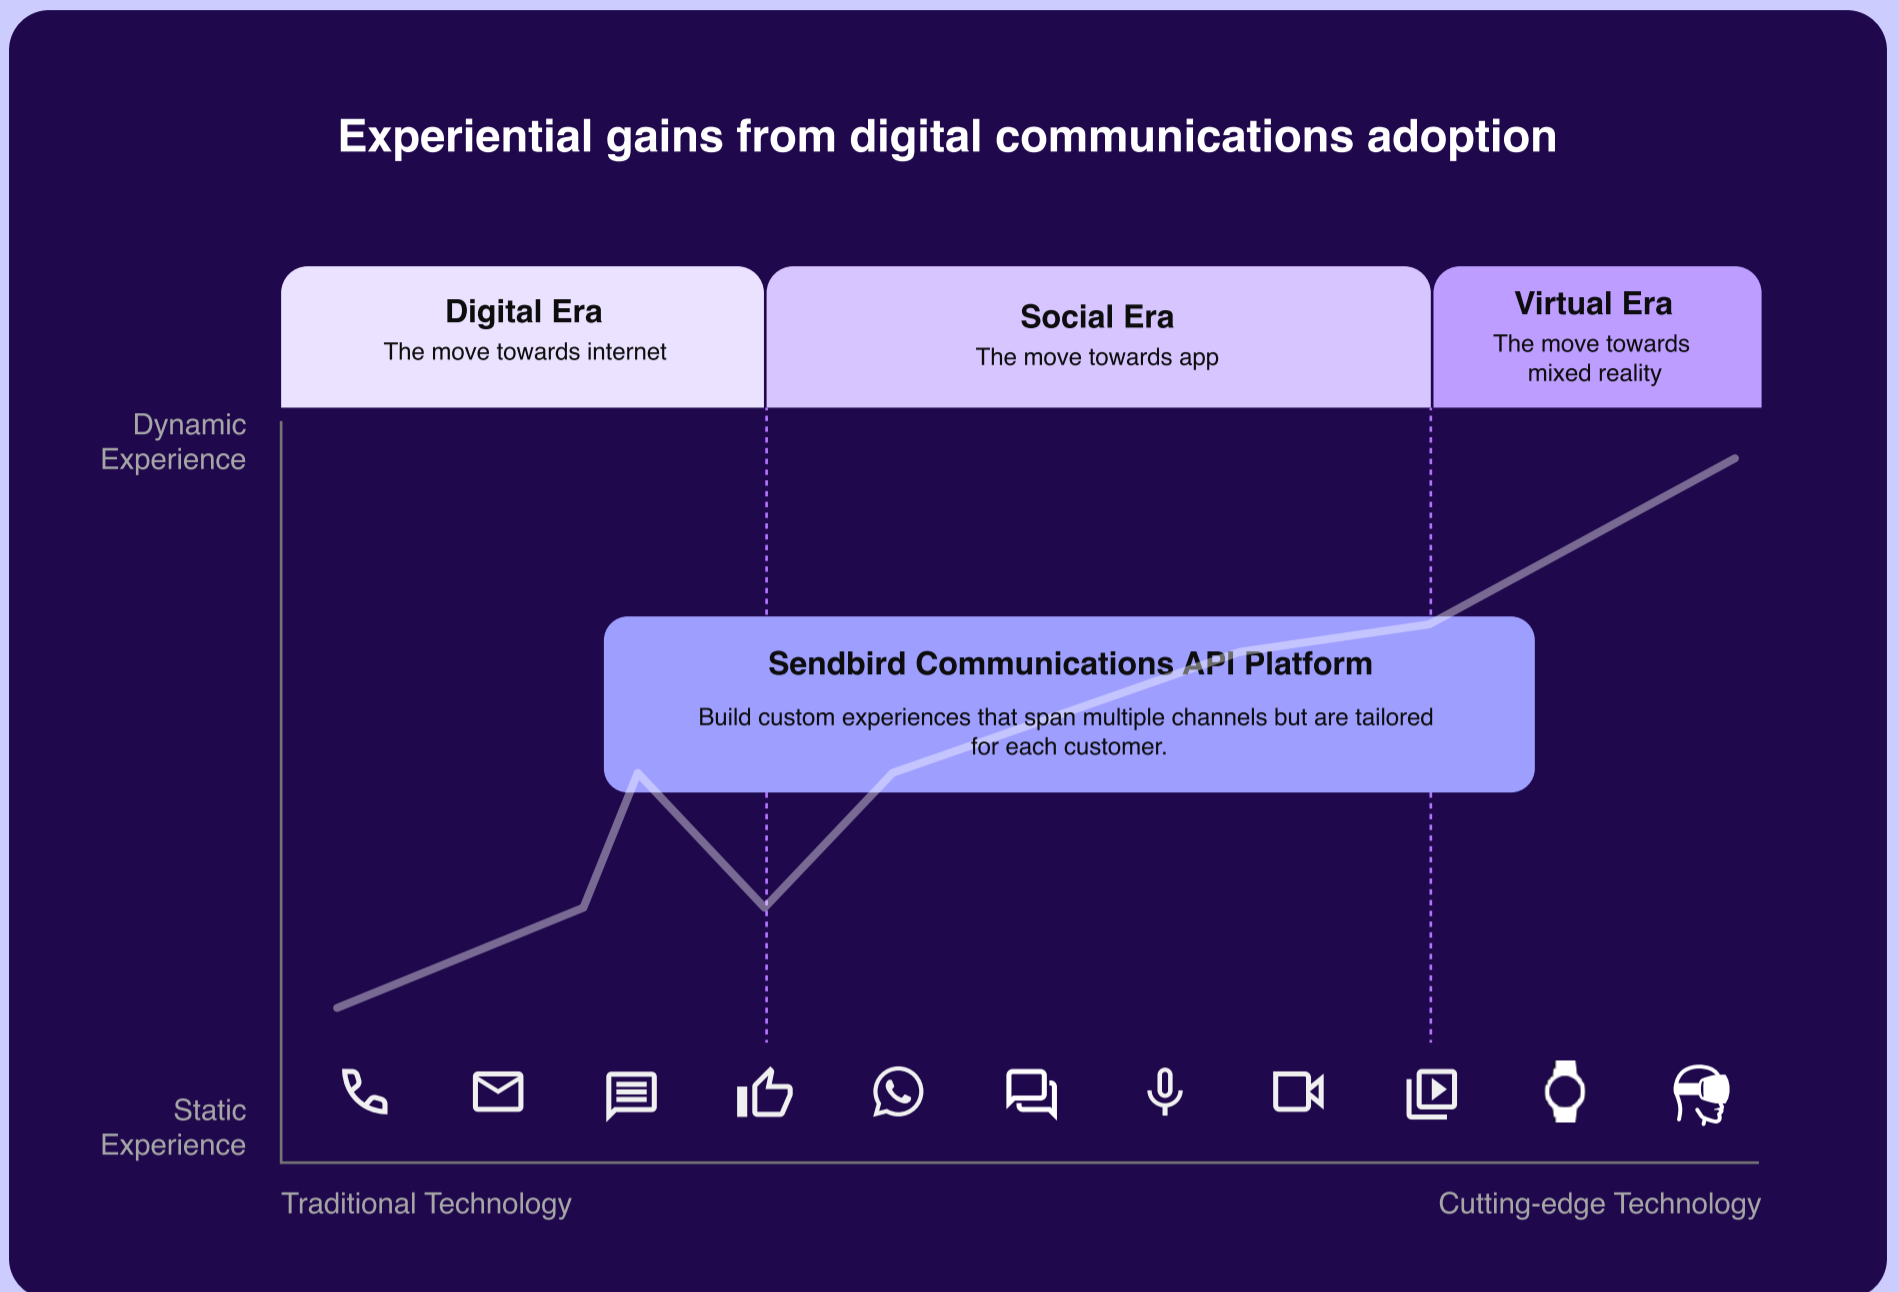 Experiential gains from digital communications adoption
Digital Era
The move towards internet
Social Era
The move towards app
Virtual Era
The move towards
mixed reality
Dynamic
Experience
Sendbird Communications API Platform
Build custom experiences that span multiple channels but are tailored
for each customer.
Static
Experience
Traditional Technology
Cutting-edge Technology